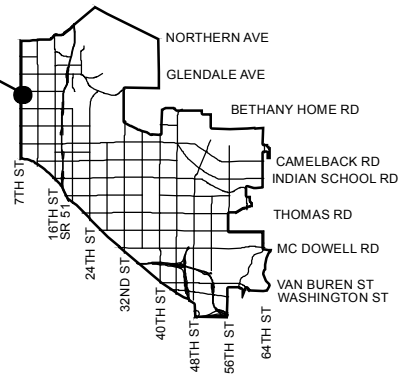 NORTHERN AVE
GLENDALE AVE
BETHANY HOME RD
CAMELBACK RD
INDIAN SCHOOL RD
THOMAS RD
MC DOWELL RD
VAN BUREN ST
WASHINGTON ST
7TH ST
16TH ST
SR 51
24TH ST
32ND ST
40TH ST
48TH ST
56TH ST
64TH ST